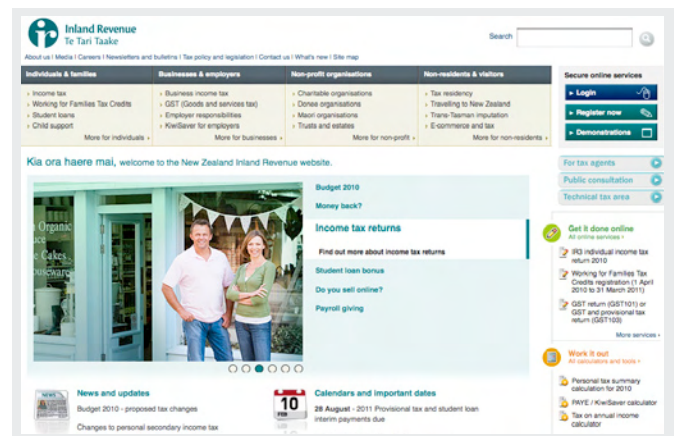 Inland Revenue
Te Tari Taake
Search
About us | Media | Careers | Newsletters and bulletins | Tax policy and legislation | Contact us | What's new | Site map
Individuals & families
› Income tax
› Working for Families Tax Credits
› Student loans
› Child support
More for individuals ›
Businesses & employers
› Business income tax
› GST (Goods and services tax)
› Employer responsibilities
› KiwiSaver for employers
More for businesses ›
Non-profit organisations
› Charitable organisations
› Donee organisations
› Maori organisations
› Trusts and estates
More for non-profit ›
Non-residents & visitors
› Tax residency
› Travelling to New Zealand
› Trans-Tasman imputation
› E-commerce and tax
More for non-residents ›
Secure online services
› Login
› Register now
› Demonstrations
Kia ora haere mai, welcome to the New Zealand Inland Revenue website.
Organic
Cakes
Budget 2010
Money back?
Income tax returns
Find out more about income tax returns
Student loan bonus
Do you sell online?
Payroll giving
For tax agents
Public consultation
Technical tax area
Get it done online
All online services ›
IR3 individual income tax
return 2010
Working for Families Tax
Credits registration (1 April
2010 to 31 March 2011)
GST return (GST101) or
GST and provisional tax
return (GST103)
More services ›
Work it out
All calculators and tools ›
Personal tax summary
calculation for 2010
PAYE / KiwiSaver calculator
Tax on annual income
calculator
NEWS
News and updates
Budget 2010 - proposed tax changes
Changes to personal secondary income tax
10
FEB
Calendars and important dates
28 August - 2011 Provisional tax and student loan
interim payments due